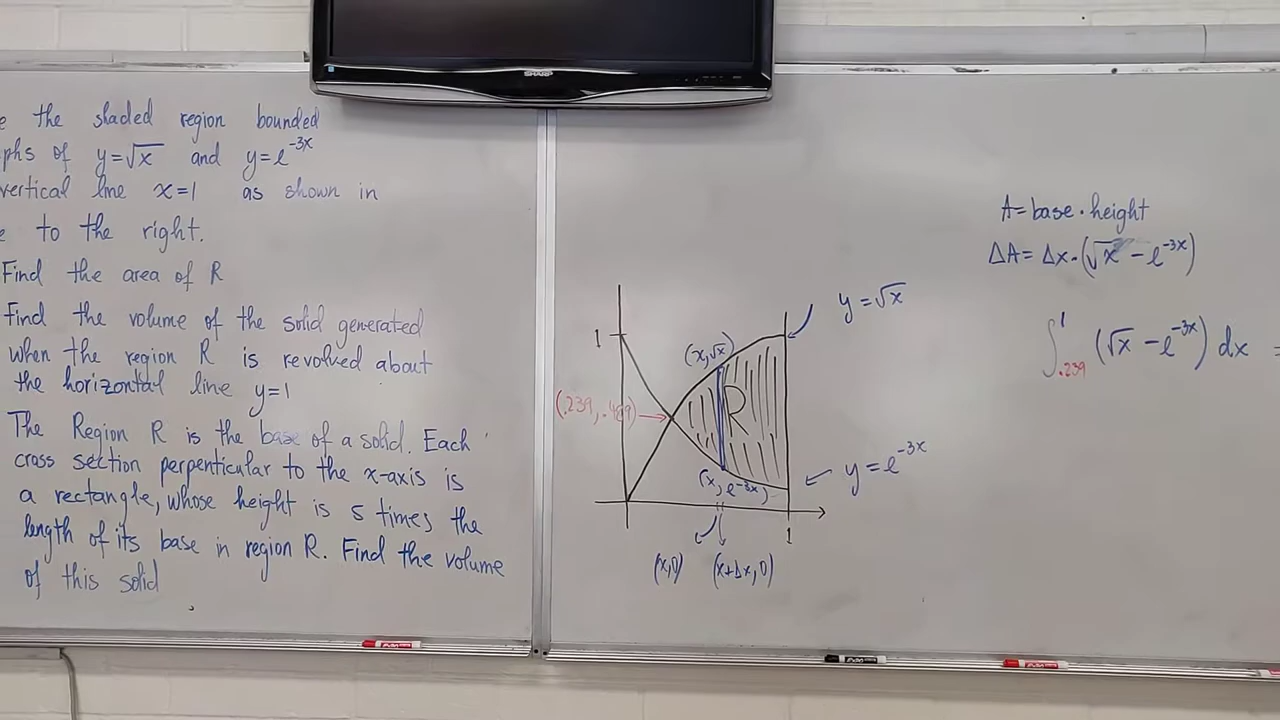 e the shaded region bounded
phs of y=√x and y=e^-3x
vertical line x=1 as shown in
e to the right.
Find the area of R
Find the volume of the solid generated
when the region R is revolved about
the horizontal line y=1
The Region R is the base of a solid. Each
cross section perpenticular to the x-axis is
a rectangle, whose height is 5 times the
length of its base in region R. Find the volume
of this solid
SHARP
1
(x,√x)
y=√x
(.239, .489)
R
(x, e^-3x)
y=e^-3x
1
(x,0) (x+Δx,0)
A=base·height
ΔA=Δx·(√x-e^-3x)
∫.239^1 (√x-e^-3x) dx =